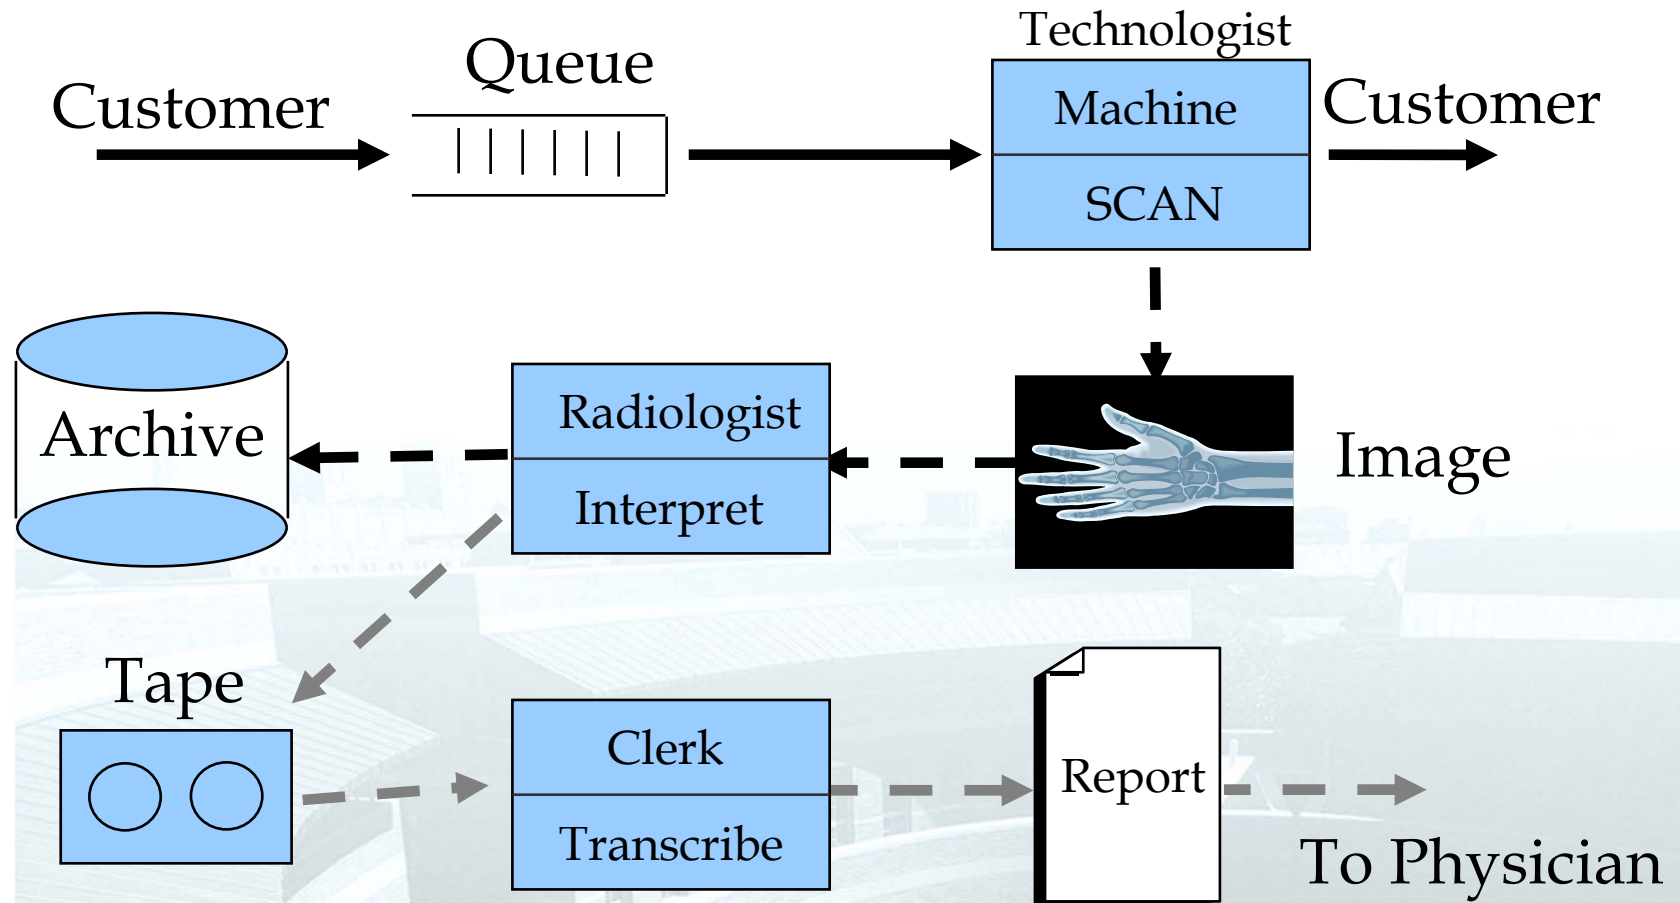 Technologist
Queue
Customer
Machine
Customer
SCAN
Archive
Radiologist
Interpret
Image
Tape
Clerk
Transcribe
Report
To Physician